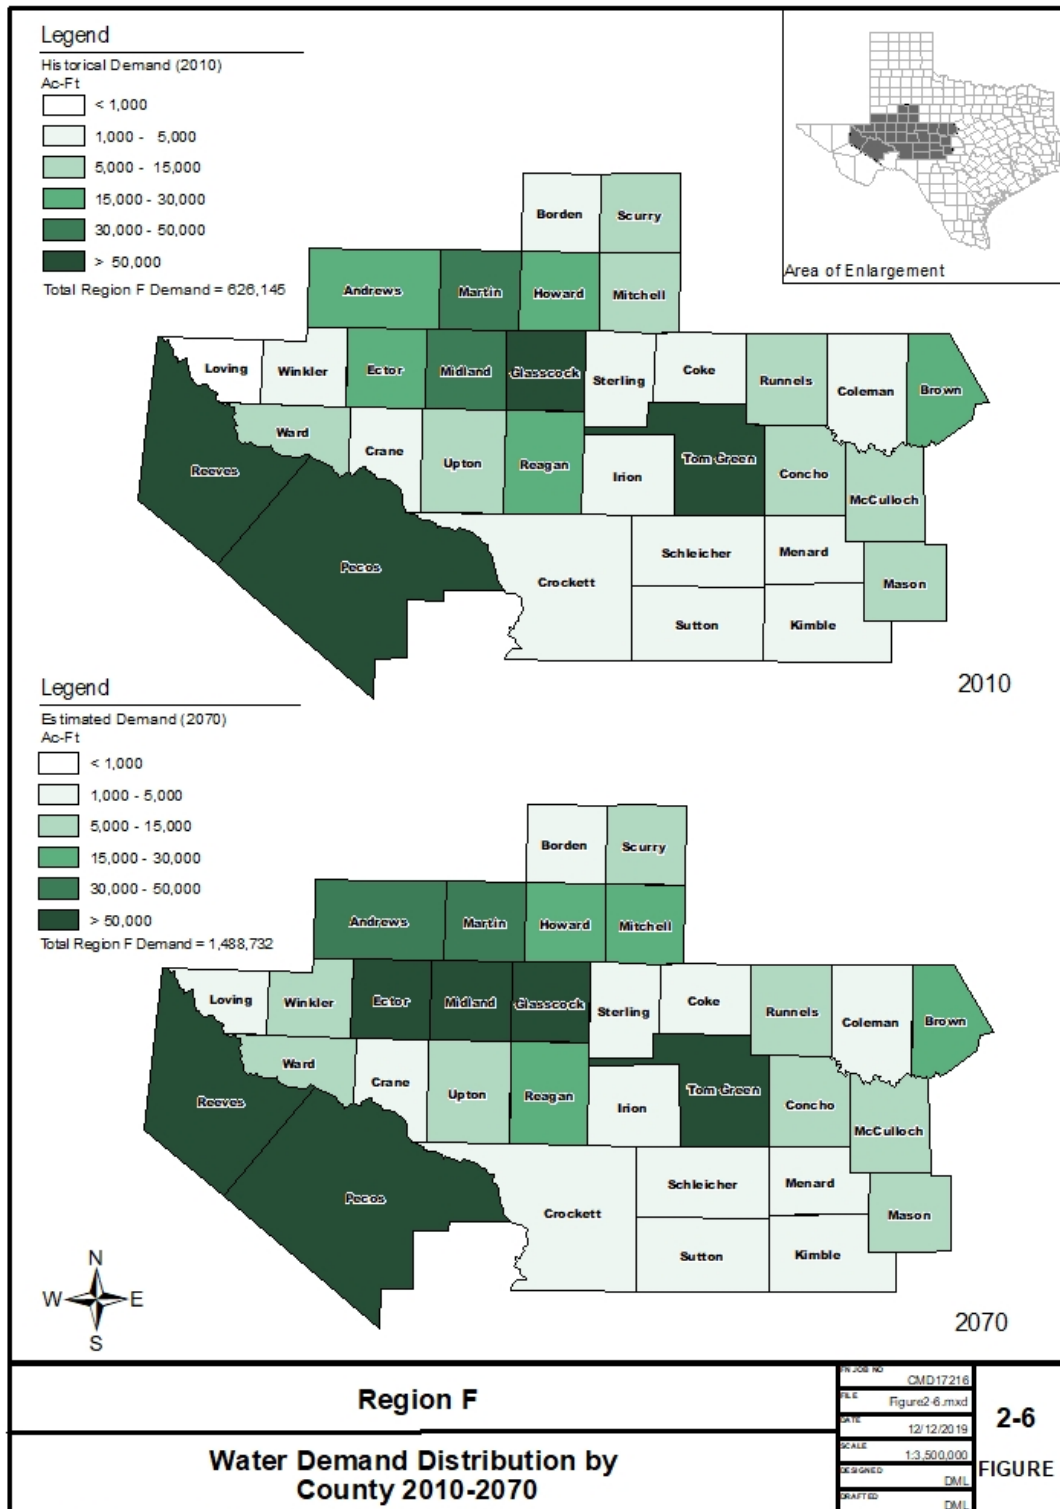 Legend
Historical Demand (2010)
Ac-Ft
< 1,000
1,000 - 5,000
5,000 - 15,000
15,000 - 30,000
30,000 - 50,000
> 50,000
Total Region F Demand = 626,145
Area of Enlargement
Borden
Scurry
Andrews
Martin
Howard
Mitchell
Loving
Winkler
Ector
Midland
Glasscock
Sterling
Coke
Runnels
Coleman
Brown
Ward
Reeves
Crane
Upton
Reagan
Irion
Tom Green
Concho
McCulloch
Pecos
Crockett
Schleicher
Menard
Mason
Sutton
Kimble
2010
Legend
Estimated Demand (2070)
Ac-Ft
< 1,000
1,000 - 5,000
5,000 - 15,000
15,000 - 30,000
30,000 - 50,000
> 50,000
Total Region F Demand = 1,488,732
Borden
Scurry
Andrews
Martin
Howard
Mitchell
Loving
Winkler
Ector
Midland
Glasscock
Sterling
Coke
Runnels
Coleman
Brown
Ward
Reeves
Crane
Upton
Reagan
Irion
Tom Green
Concho
McCulloch
Pecos
Crockett
Schleicher
Menard
Mason
Sutton
Kimble
N
W E
S
2070
Region F
Water Demand Distribution by
County 2010-2070
FN JOB NO
CMD17216
FILE
Figure2-6.mxd
DATE
12/12/2019
SCALE
1:3,500,000
DESIGNED
DML
DRAFTED
DML
2-6
FIGURE